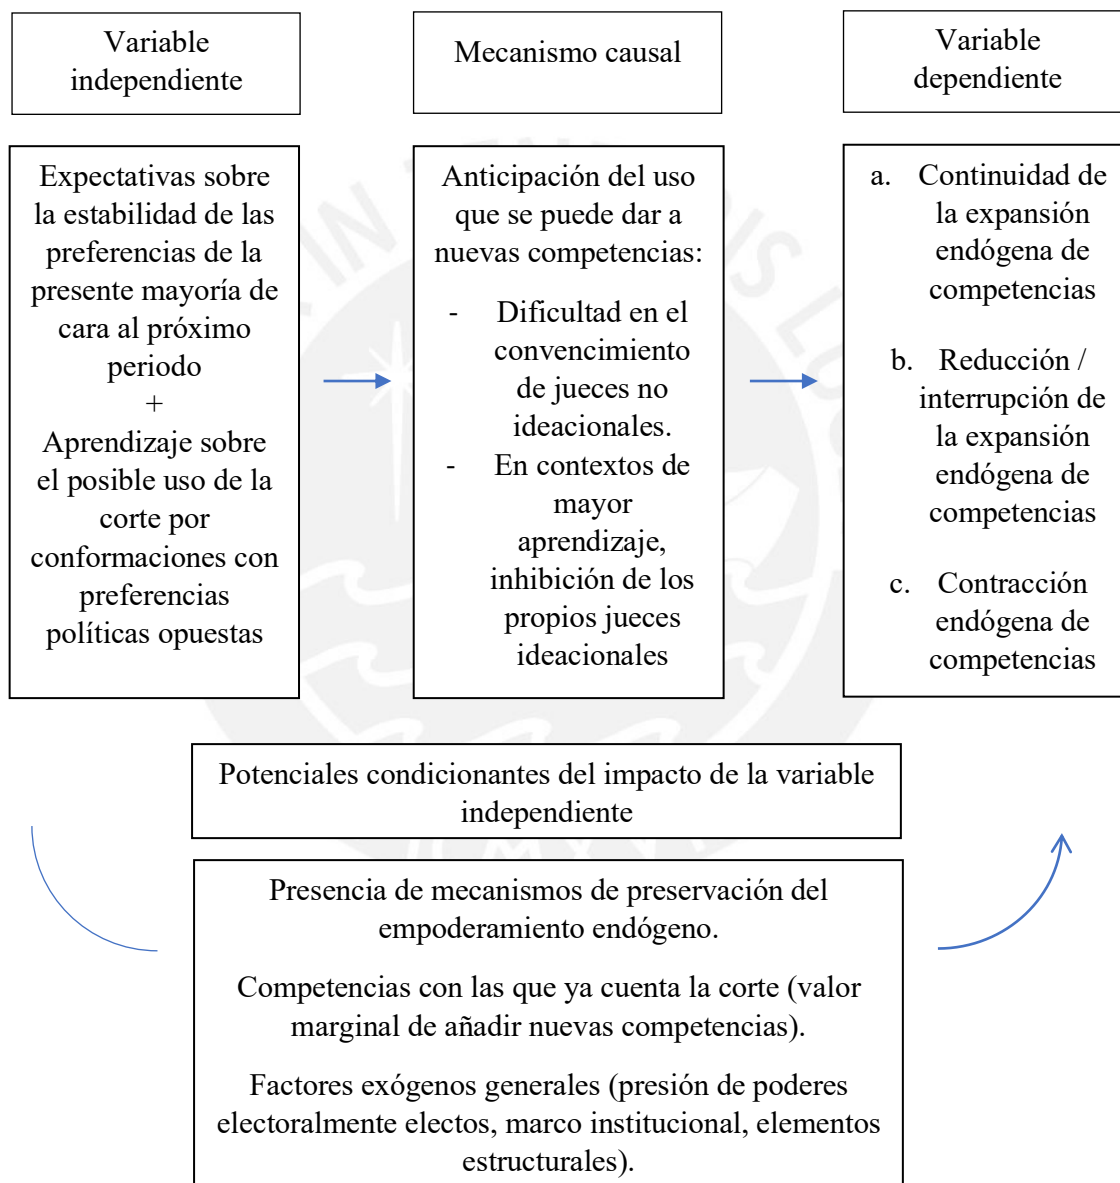 Variable
independiente
Mecanismo causal
Variable
dependiente
Expectativas sobre
la estabilidad de las
preferencias de la
presente mayoría de
cara al próximo
periodo
+
Aprendizaje sobre
el posible uso de la
corte por
conformaciones con
preferencias
políticas opuestas
Anticipación del uso
que se puede dar a
nuevas competencias:
- Dificultad en el
convencimiento
de jueces no
ideacionales.
- En contextos de
mayor
aprendizaje,
inhibición de los
propios jueces
ideacionales
a. Continuidad de
la expansión
endógena de
competencias
b. Reducción /
interrupción de
la expansión
endógena de
competencias
c. Contracción
endógena de
competencias
Potenciales condicionantes del impacto de la variable
independiente
Presencia de mecanismos de preservación del
empoderamiento endógeno.
Competencias con las que ya cuenta la corte (valor
marginal de añadir nuevas competencias).
Factores exógenos generales (presión de poderes
electoralmente electos, marco institucional, elementos
estructurales).